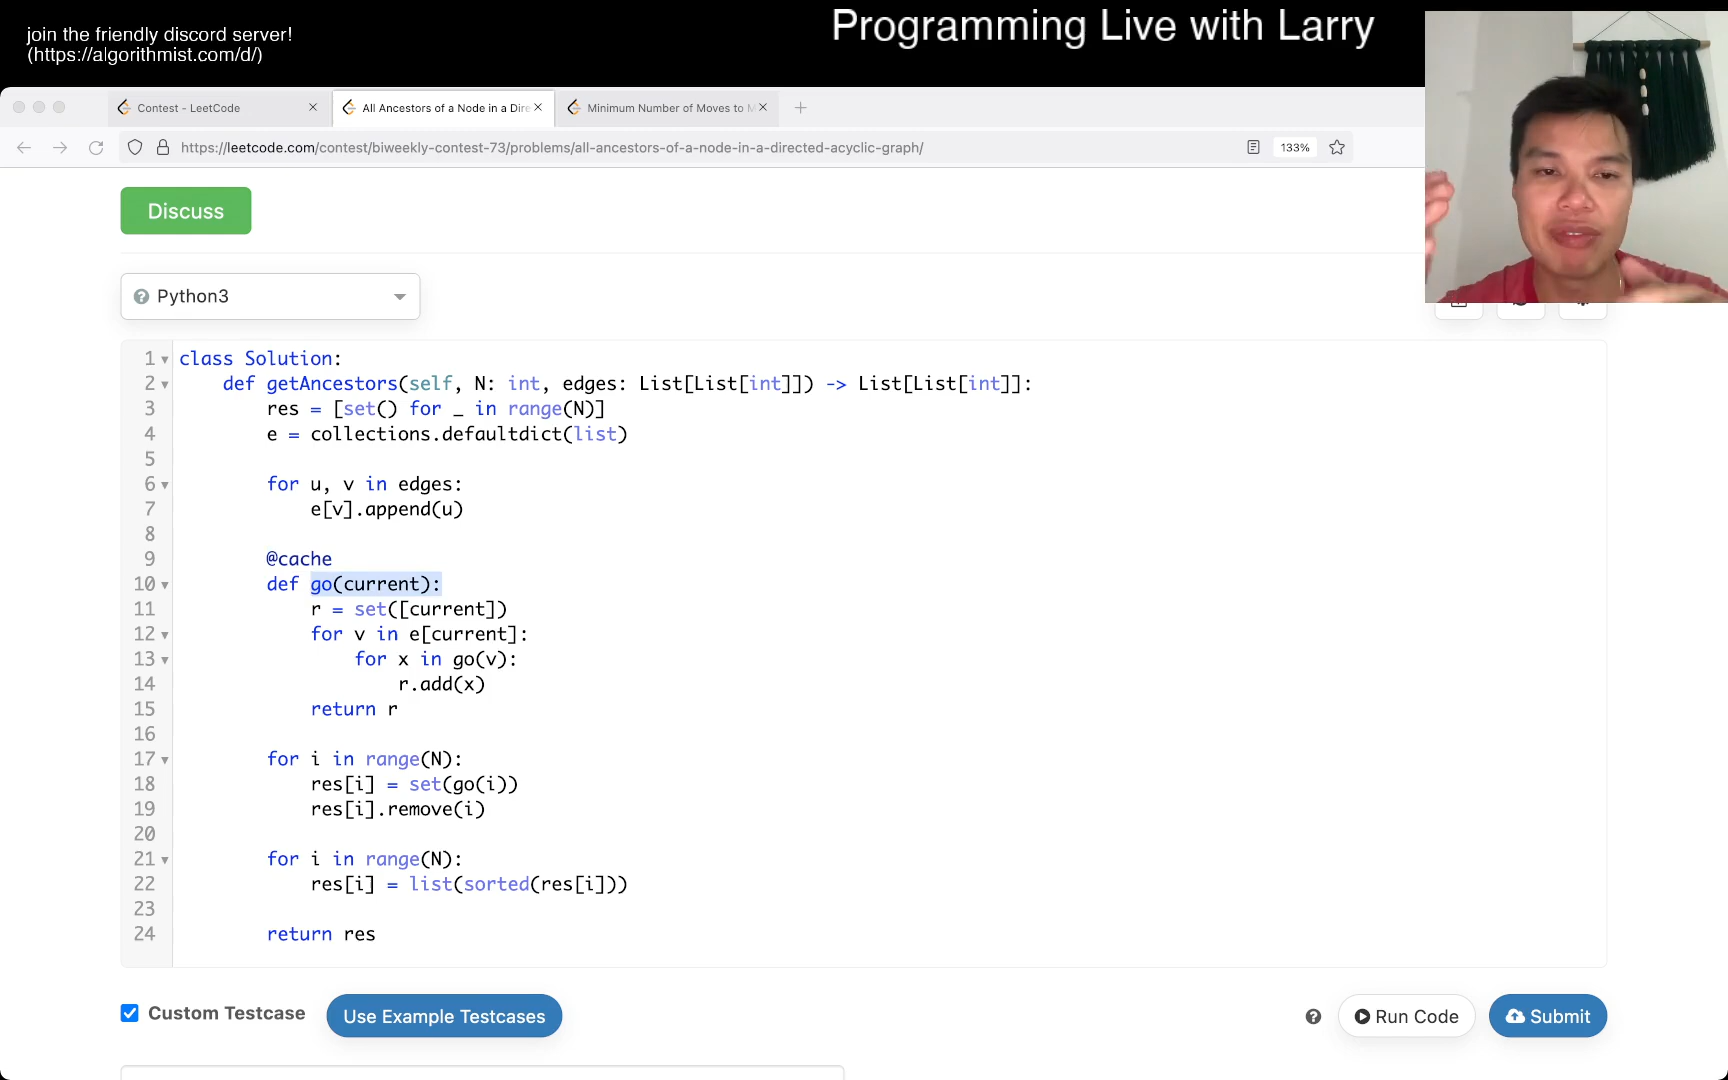 Programming Live with Larry
join the friendly discord server!
(https://algorithmist.com/d/)
Contest - LeetCode
All Ancestors of a Node in a Dire
Minimum Number of Moves to M
https://leetcode.com/contest/biweekly-contest-73/problems/all-ancestors-of-a-node-in-a-directed-acyclic-graph/
133%
Discuss
Python3
1 class Solution:
2     def getAncestors(self, N: int, edges: List[List[int]]) -> List[List[int]]:
3         res = [set() for _ in range(N)]
4         e = collections.defaultdict(list)
5
6         for u, v in edges:
7             e[v].append(u)
8
9         @cache
10         def go(current):
11             r = set([current])
12             for v in e[current]:
13                 for x in go(v):
14                     r.add(x)
15             return r
16
17         for i in range(N):
18             res[i] = set(go(i))
19             res[i].remove(i)
20
21         for i in range(N):
22             res[i] = list(sorted(res[i]))
23
24         return res
Custom Testcase
Use Example Testcases
Run Code
Submit